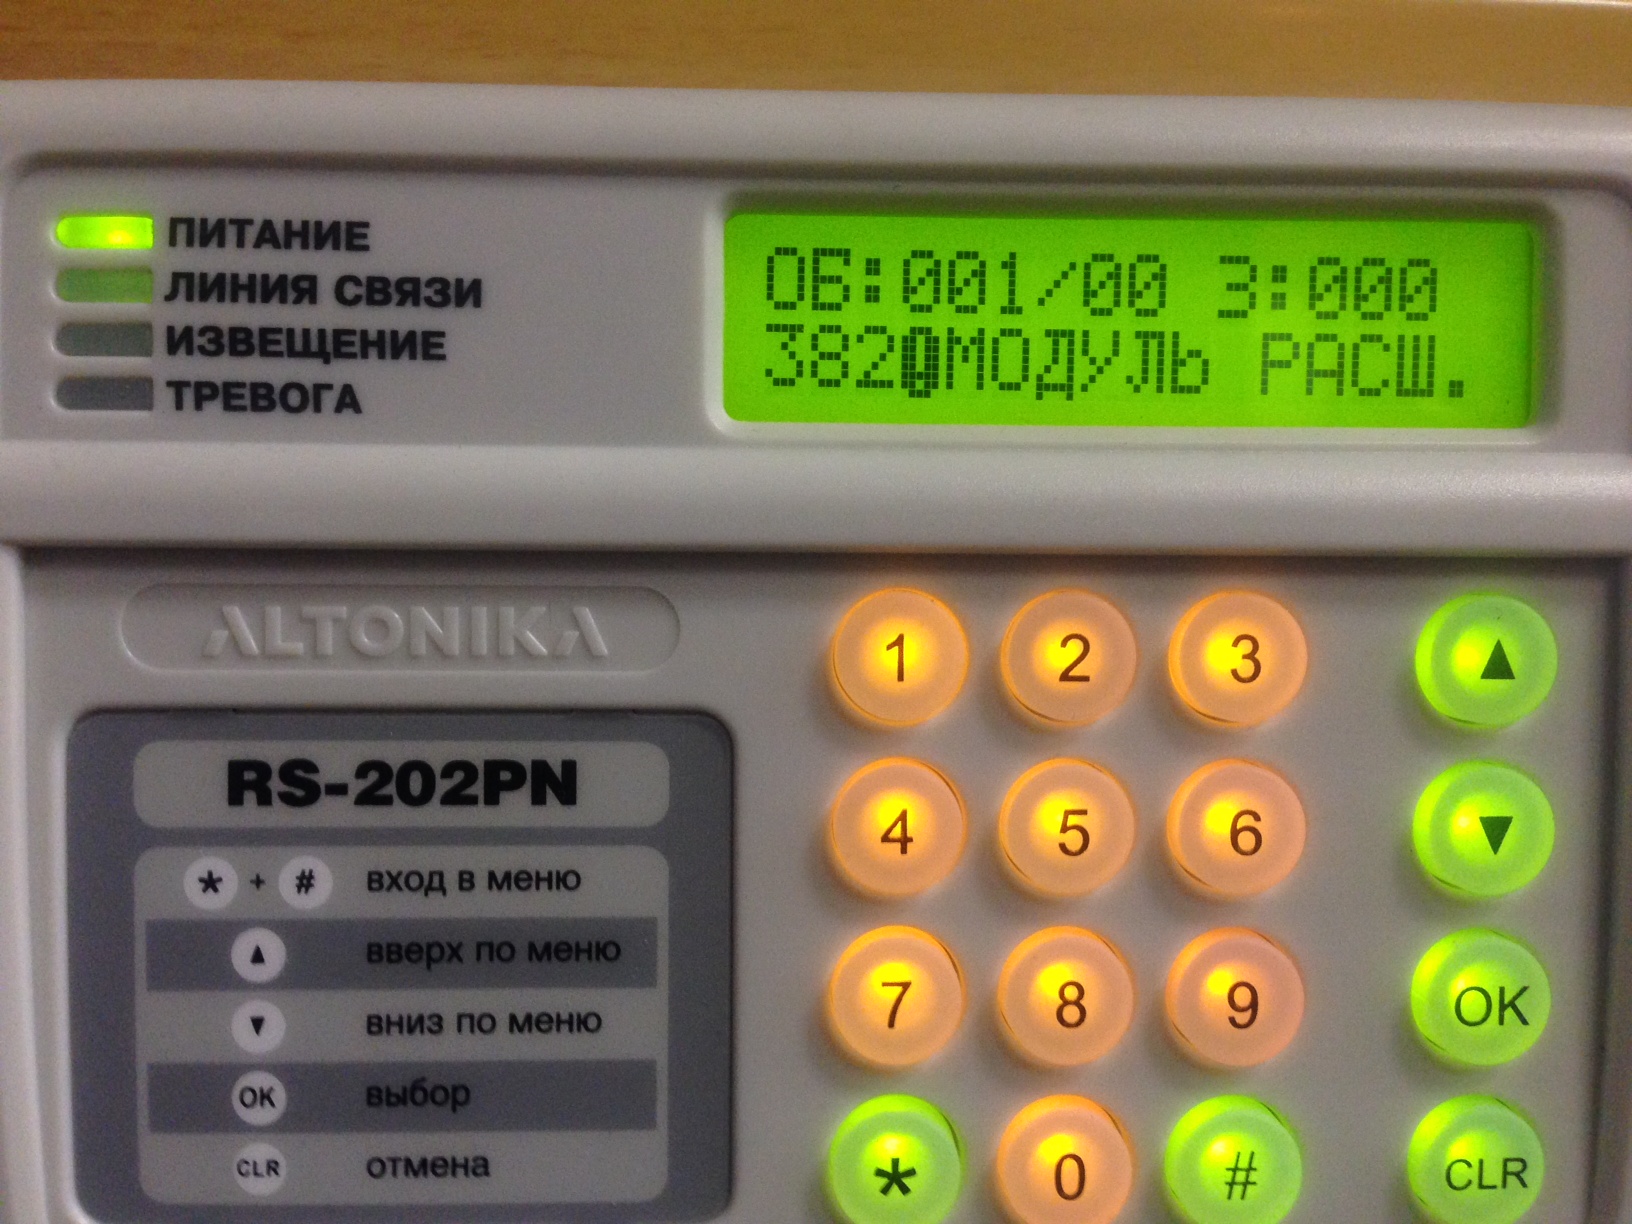 ПИТАНИЕ
ЛИНИЯ СВЯЗИ
ИЗВЕЩЕНИЕ
ТРЕВОГА
ОБ:001/00 З:000
3820МОДУЛЬ РАСШ.
ALTONIKA
RS-202PN
* + # вход в меню
▲ вверх по меню
▼ вниз по меню
OK выбор
CLR отмена
1 2 3 ▲
4 5 6 ▼
7 8 9 OK
* 0 # CLR